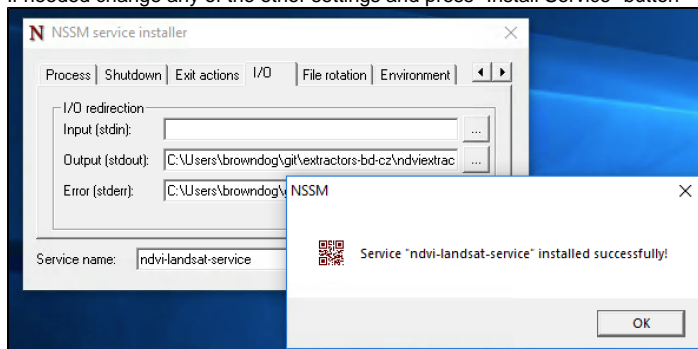 If needed change any of the other settings and press "Install Service" button
N NSSM service installer
Process Shutdown Exit actions I/O File rotation Environment
I/O redirection
Input (stdin): ...
Output (stdout): C:\Users\browndog\git\extractors-bd-cz\ndviextrac ...
Error (stderr): C:\Users\browndog\
Service name: ndvi-landsat-service
NSSM
Service "ndvi-landsat-service" installed successfully!
OK